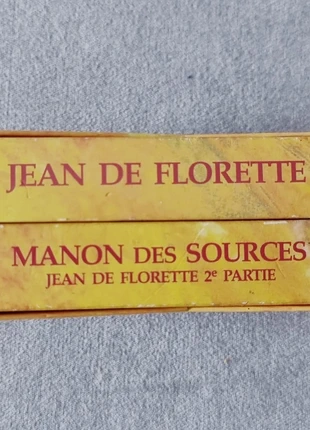 JEAN DE FLORETTE
MANON DES SOURCES
JEAN DE FLORETTE 2e PARTIE